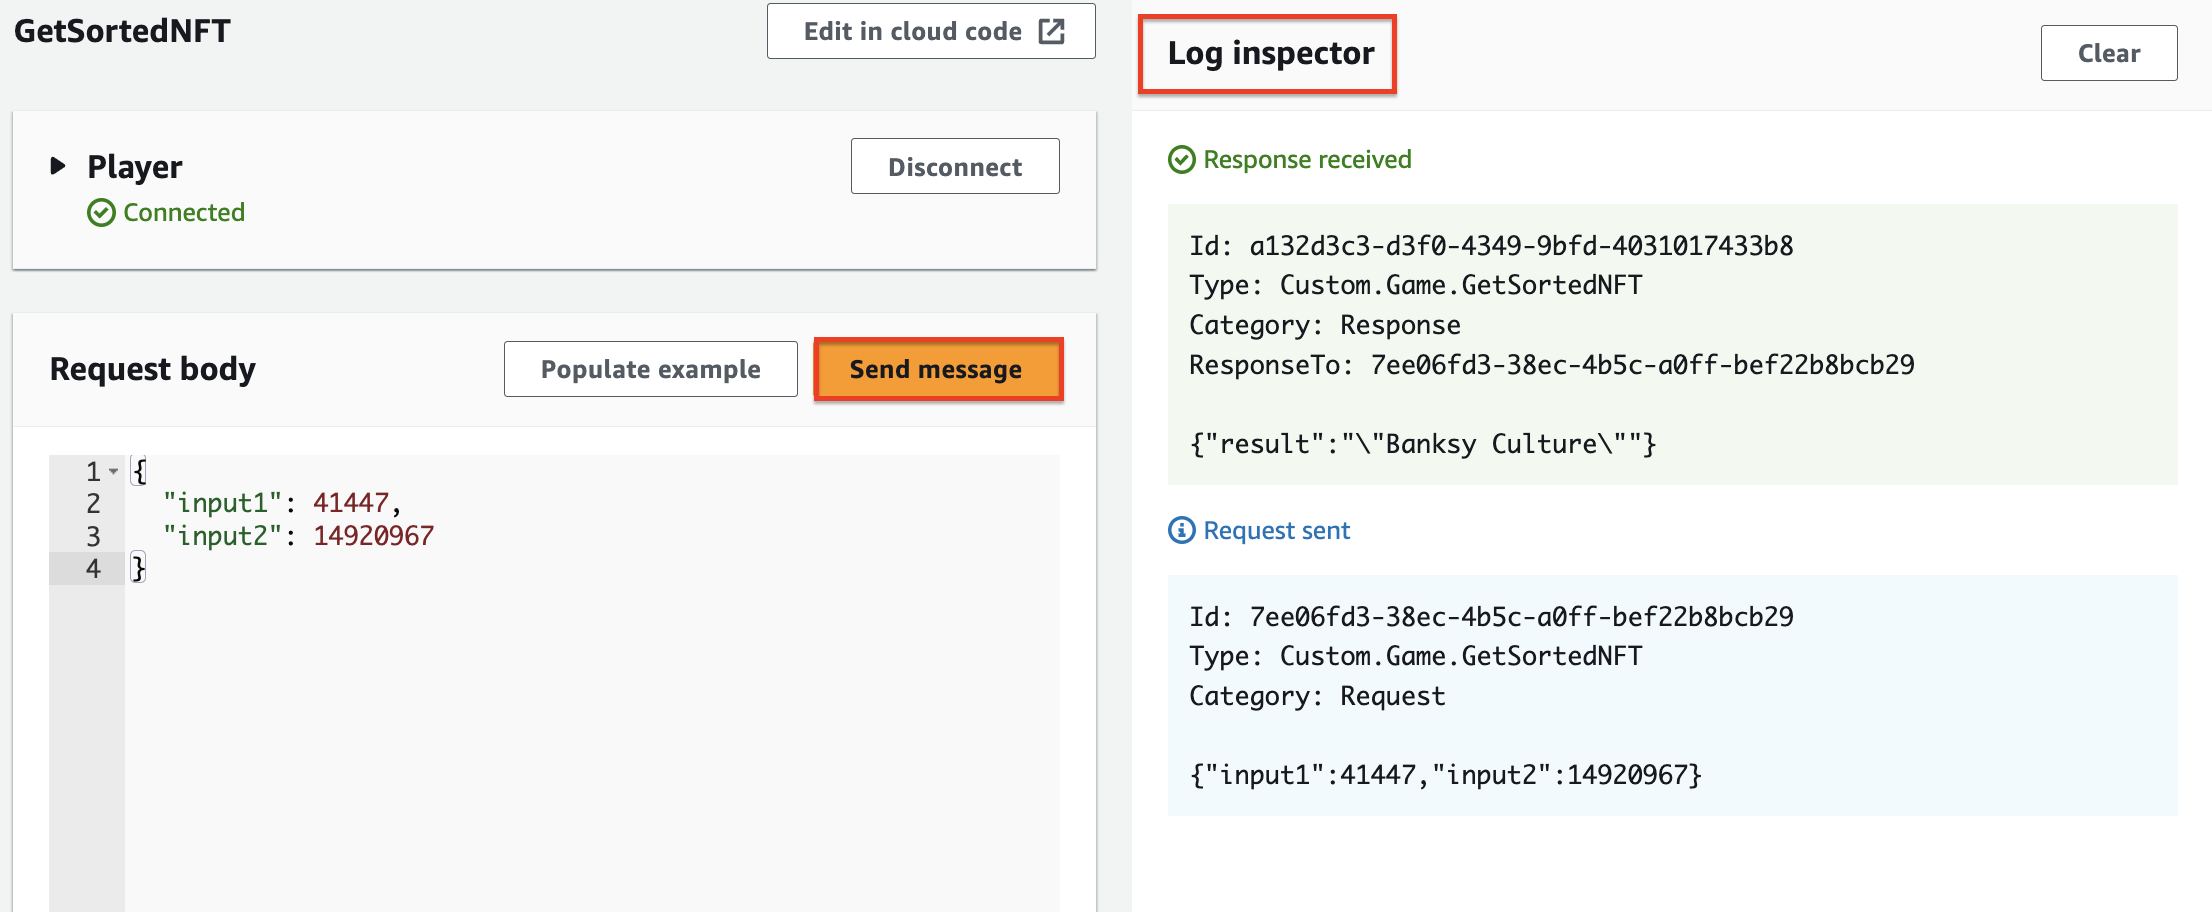 GetSortedNFT
Edit in cloud code
Player
Disconnect
Connected
Request body
Populate example
Send message
1 {
2 "input1": 41447,
3 "input2": 14920967
4 }
Log inspector
Clear
Response received
Id: a132d3c3-d3f0-4349-9bfd-4031017433b8
Type: Custom.Game.GetSortedNFT
Category: Response
ResponseTo: 7ee06fd3-38ec-4b5c-a0ff-bef22b8bcb29
{"result":"\"Banksy Culture\""}
Request sent
Id: 7ee06fd3-38ec-4b5c-a0ff-bef22b8bcb29
Type: Custom.Game.GetSortedNFT
Category: Request
{"input1":41447,"input2":14920967}